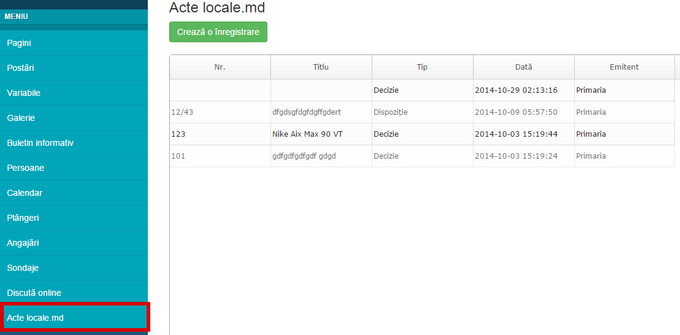 MENIU
Pagini
Postări
Variabile
Galerie
Buletin informativ
Persoane
Calendar
Plângeri
Angajări
Sondaje
Discută online
Acte locale.md
Acte locale.md
Crează o înregistrare
Nr. Titlu Tip Dată Emitent
Decizie 2014-10-29 02:13:16 Primaria
12/43 dfgdsgfdgfdgffgdert Dispoziție 2014-10-09 05:57:50 Primaria
123 Nike Aix Max 90 VT Decizie 2014-10-03 15:19:44 Primaria
101 gdfgdfgdfgdf gdgd Decizie 2014-10-03 15:19:24 Primaria